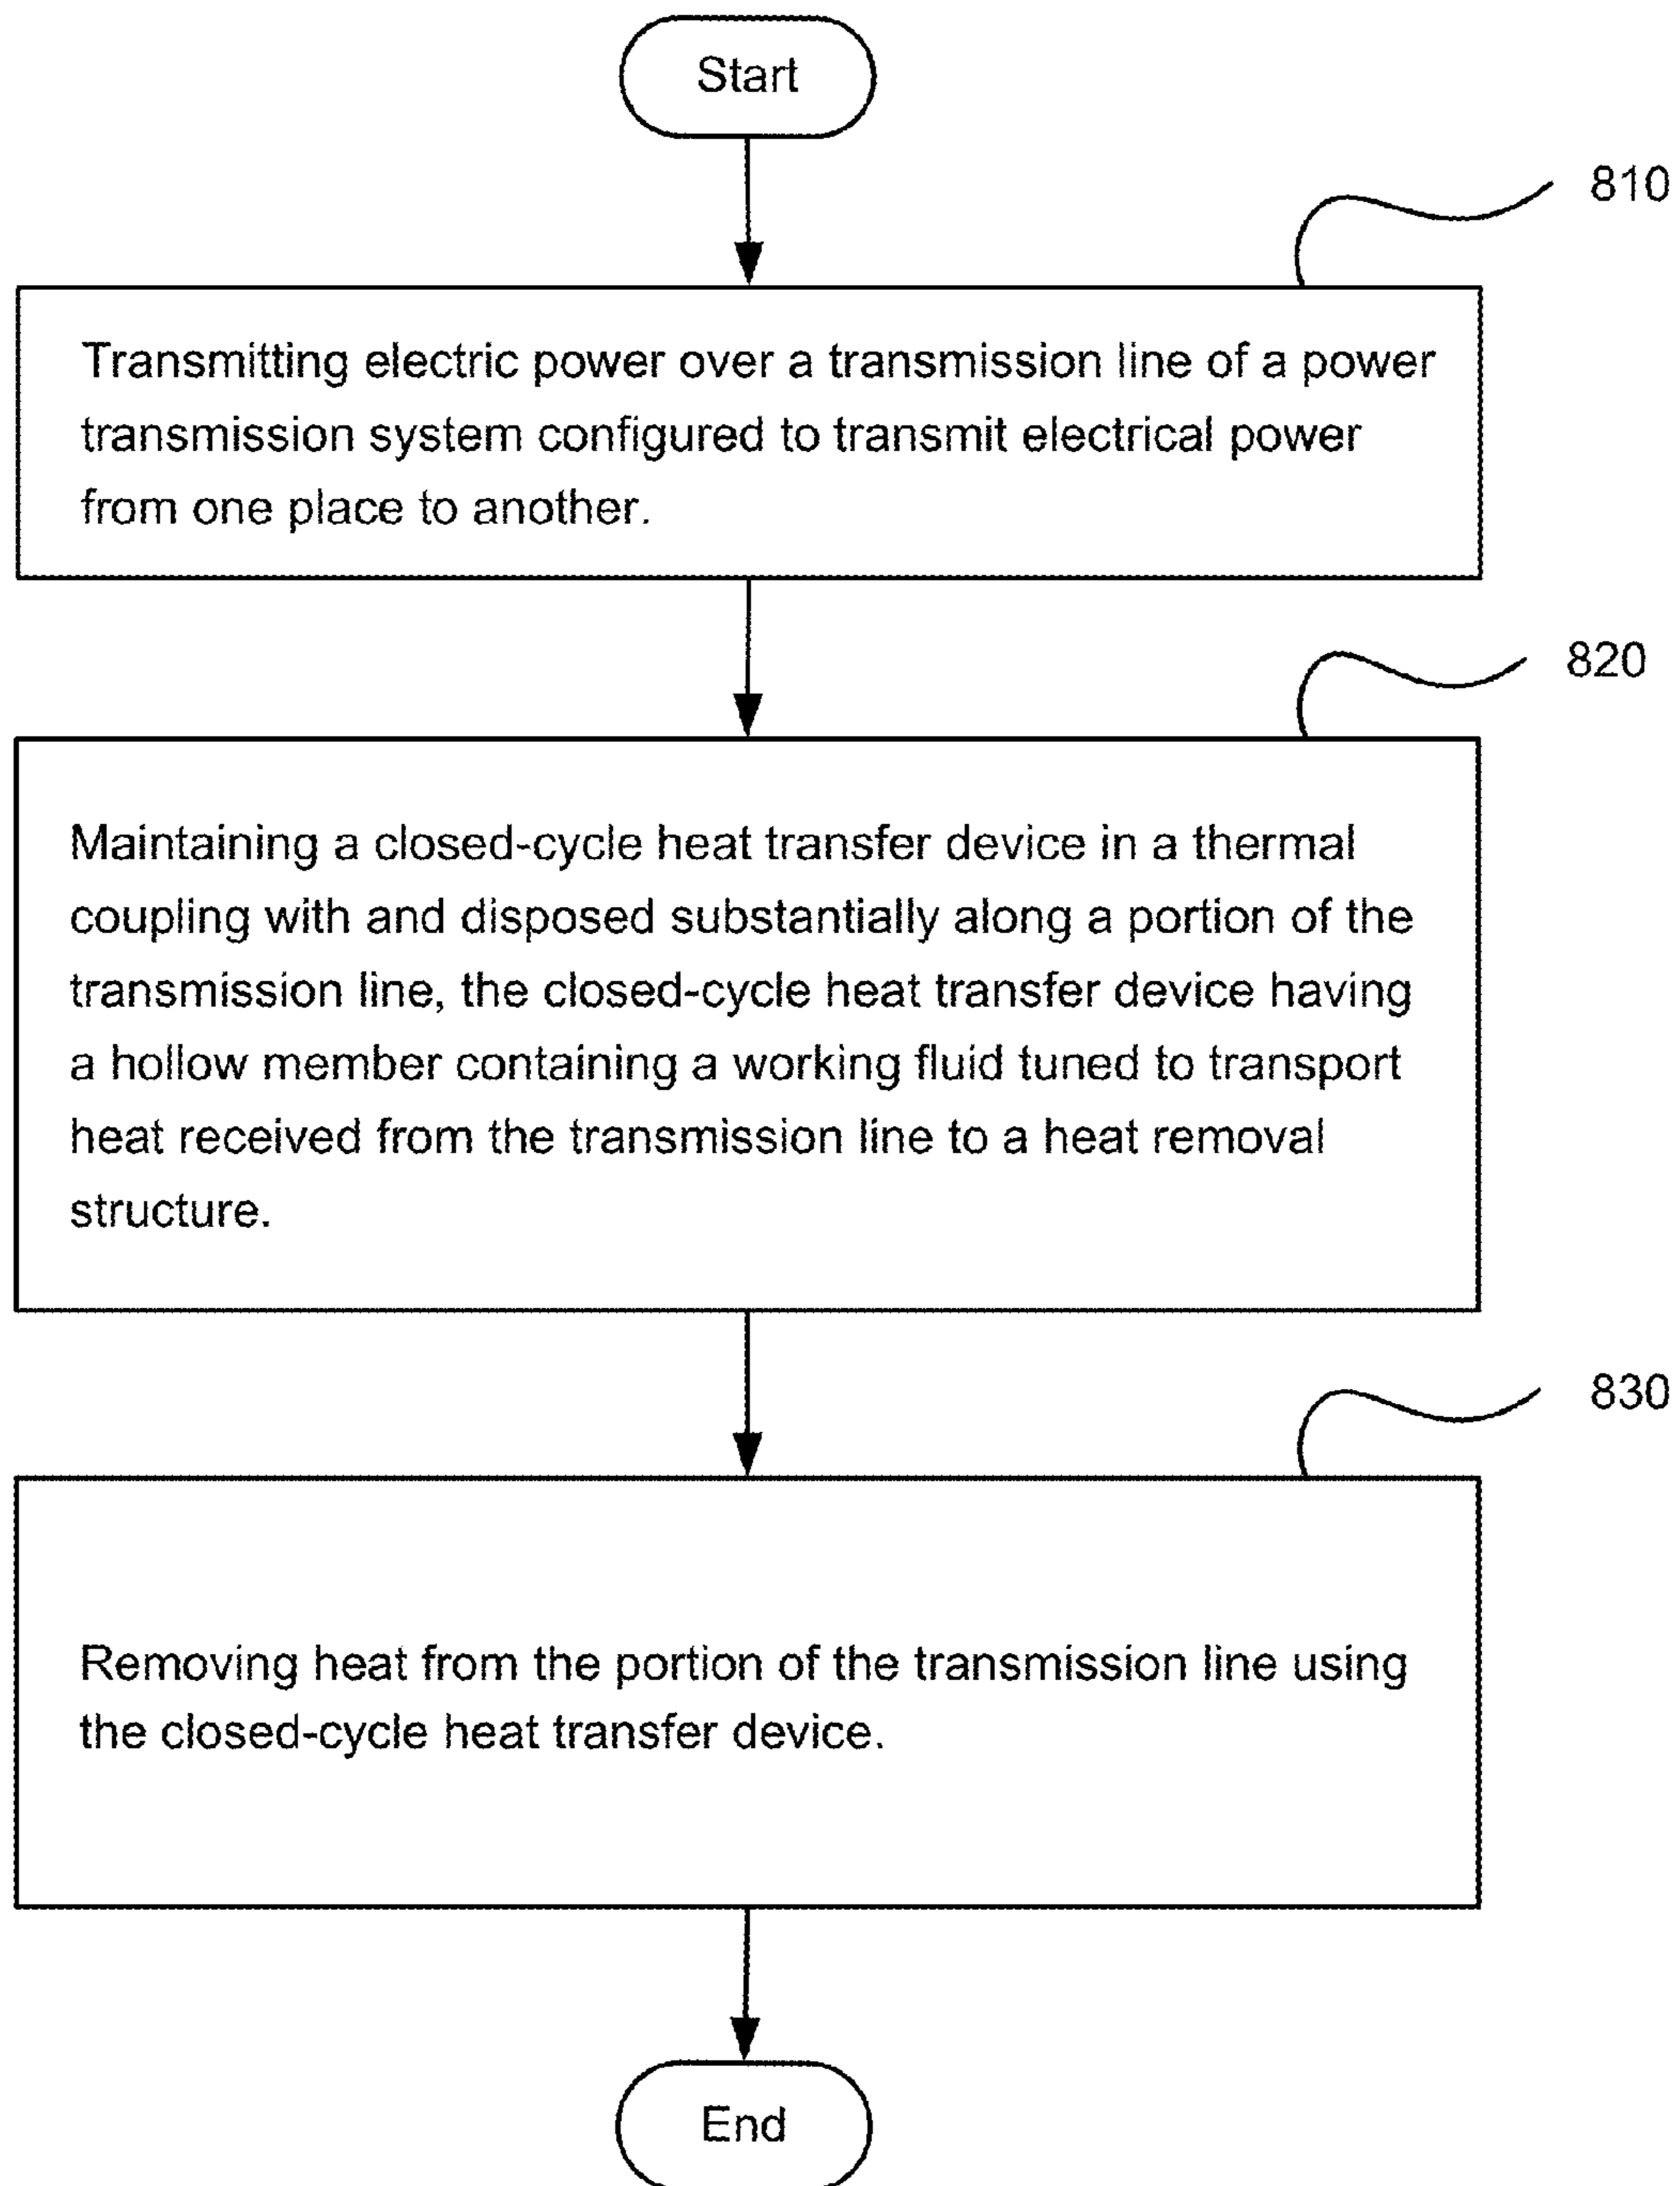 Start
810
Transmitting electric power over a transmission line of a power
transmission system configured to transmit electrical power
from one place to another.
820
Maintaining a closed-cycle heat transfer device in a thermal
coupling with and disposed substantially along a portion of the
transmission line, the closed-cycle heat transfer device having
a hollow member containing a working fluid tuned to transport
heat received from the transmission line to a heat removal
structure.
830
Removing heat from the portion of the transmission line using
the closed-cycle heat transfer device.
End